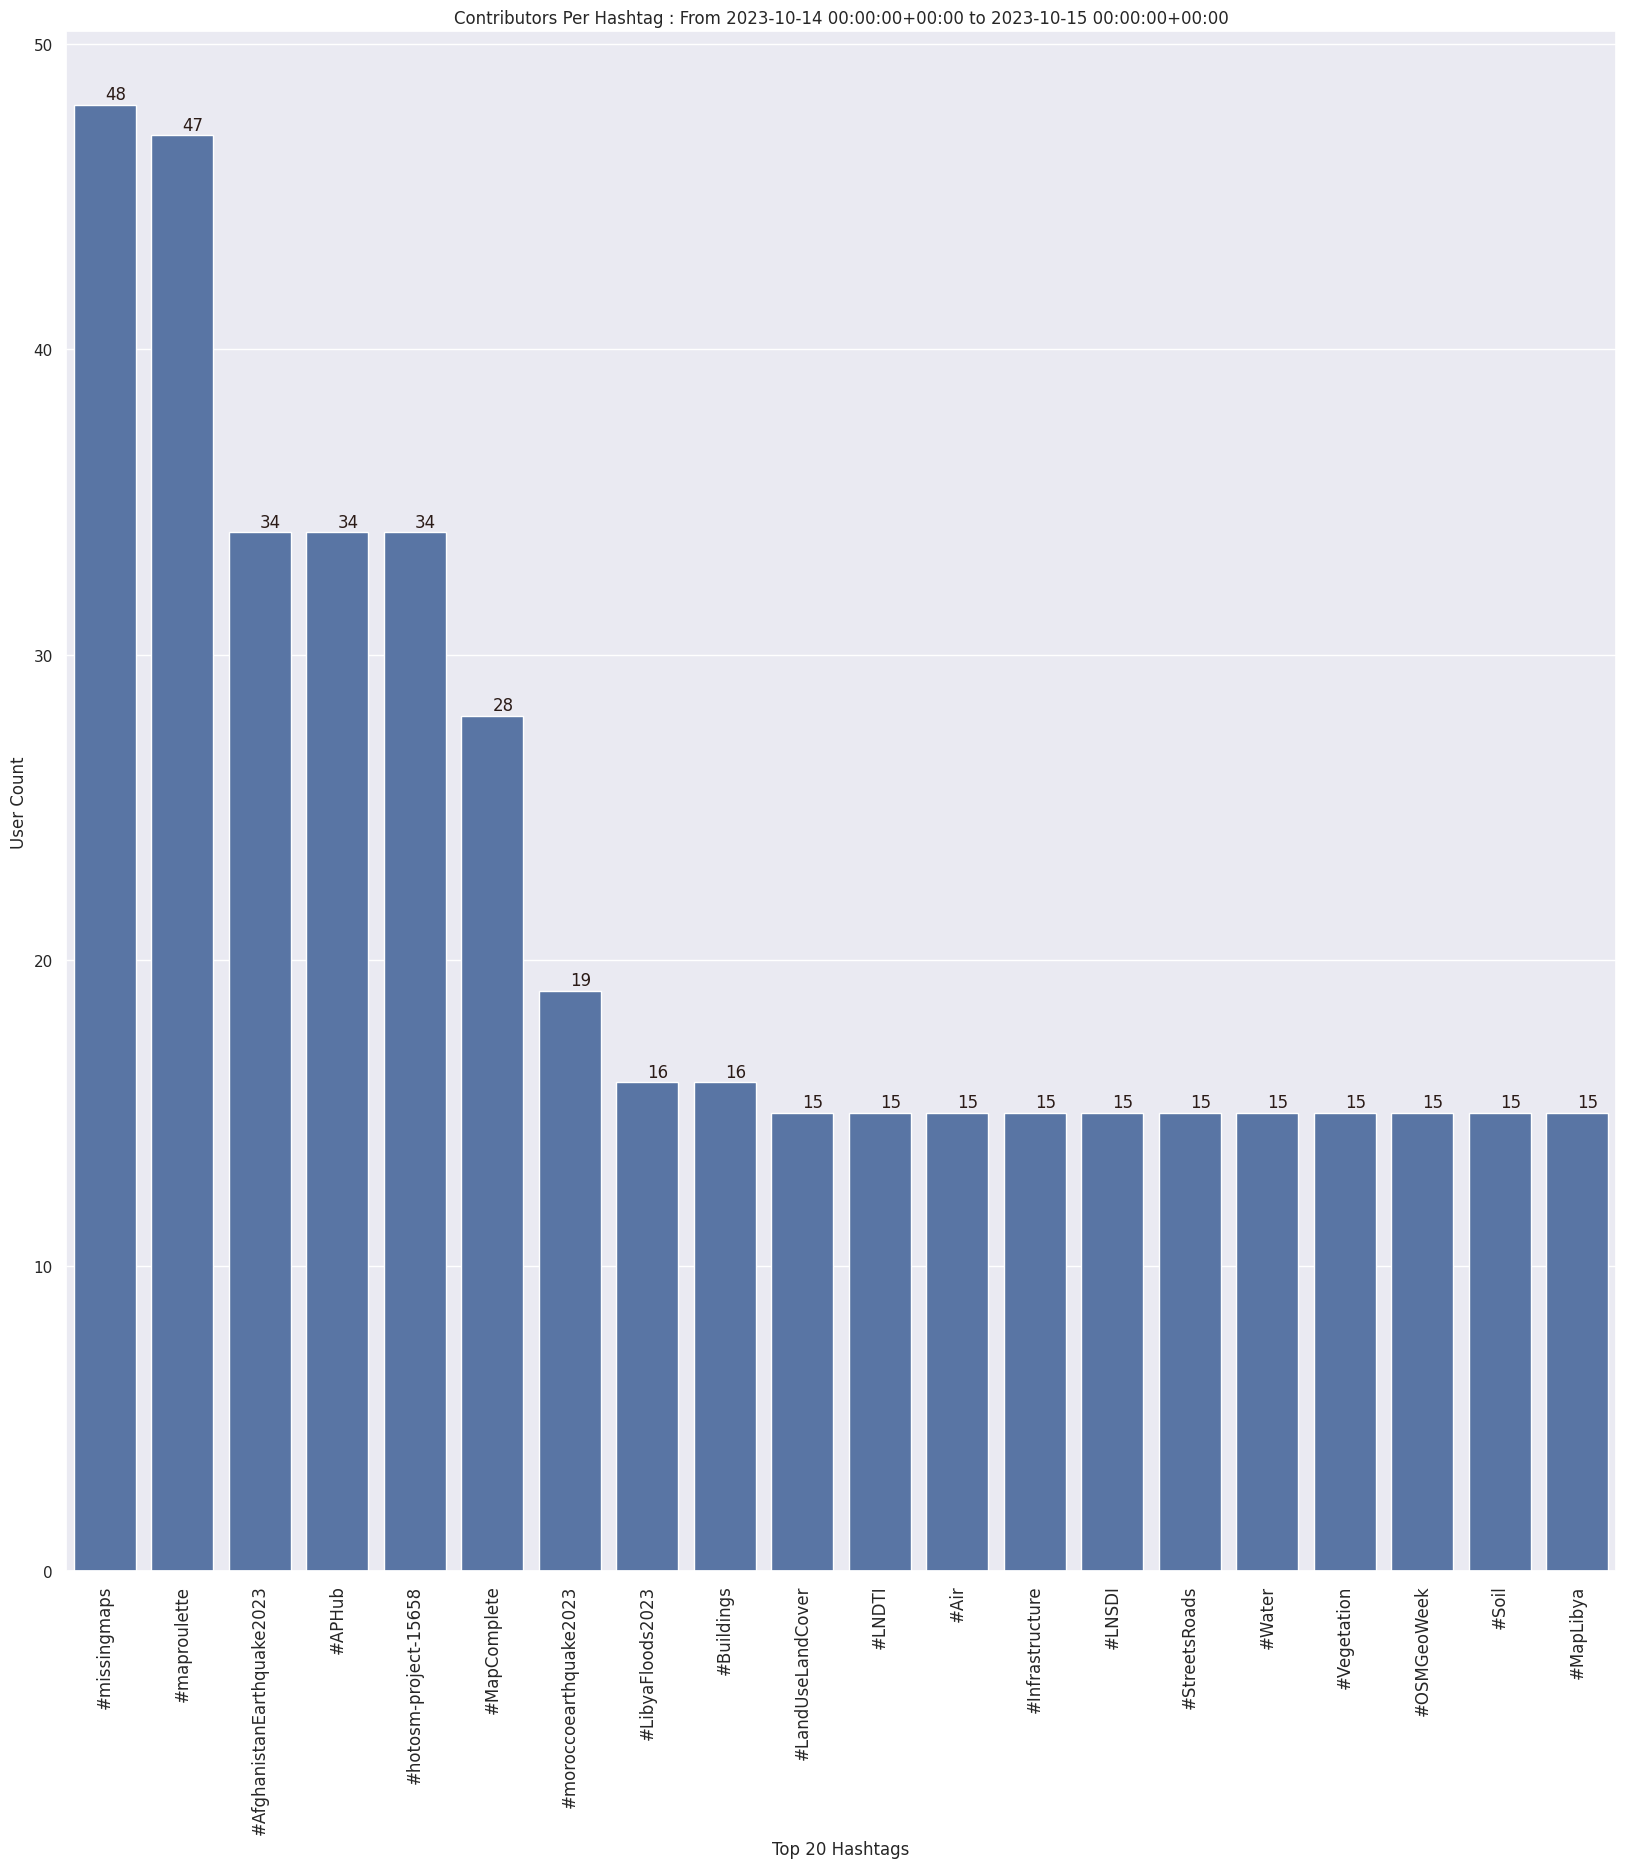 Contributors Per Hashtag : From 2023-10-14 00:00:00+00:00 to 2023-10-15 00:00:00+00:00
User Count
50
40
30
20
10
0
48
47
34
34
34
28
19
16
16
15
15
15
15
15
15
15
15
15
15
15
#missingmaps
#maproulette
#AfghanistanEarthquake2023
#APHub
#hotosm-project-15658
#MapComplete
#moroccoearthquake2023
#LibyaFloods2023
#Buildings
#LandUseLandCover
#LNDTI
#Air
#Infrastructure
#LNSDI
#StreetsRoads
#Water
#Vegetation
#OSMGeoWeek
#Soil
#MapLibya
Top 20 Hashtags